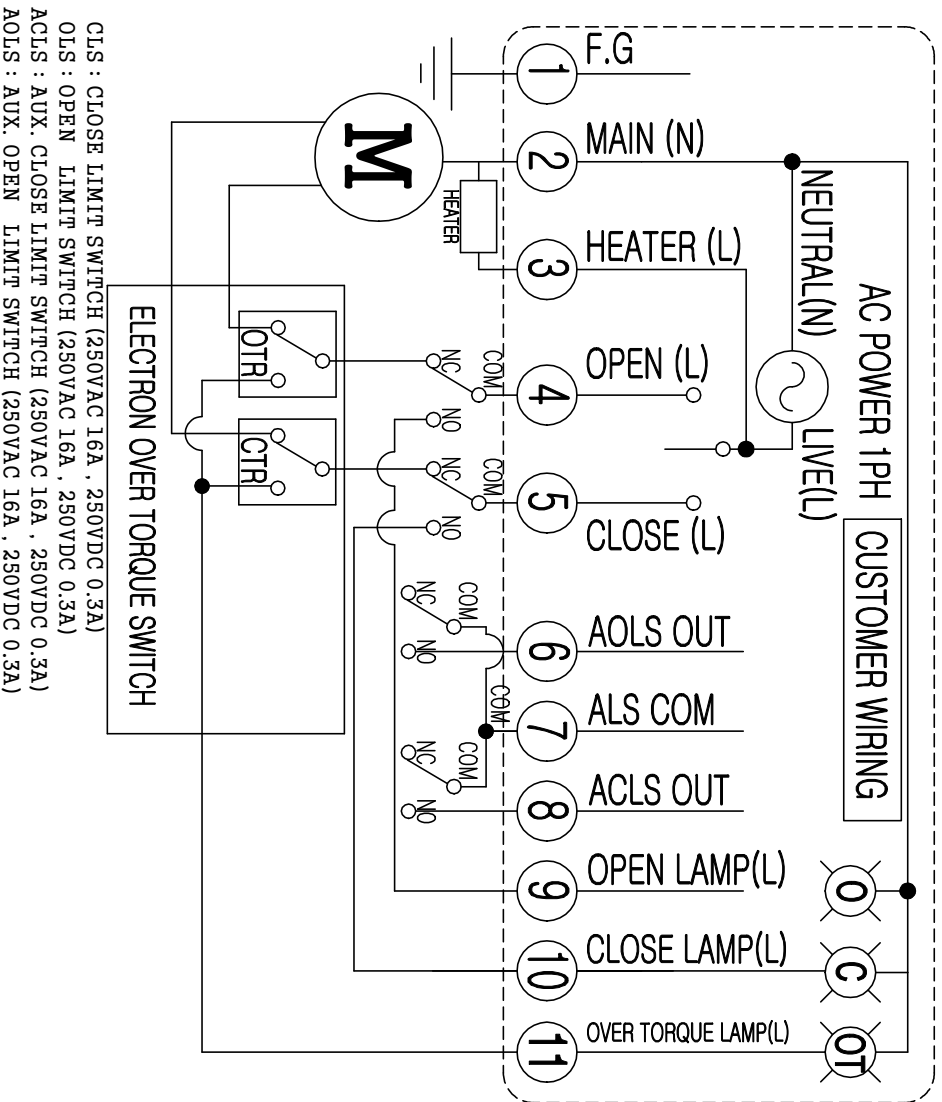 CUSTOMER WIRING
AC POWER 1PH
NEUTRAL(N)
LIVE(L)
O
C
OT
F.G
MAIN (N)
HEATER (L)
OPEN (L)
CLOSE (L)
AOLS OUT
ALS COM
ACLS OUT
OPEN LAMP(L)
CLOSE LAMP(L)
OVER TORQUE LAMP(L)
1
2
3
4
5
6
7
8
9
10
11
HEATER
M
COM
NC
NO
COM
NC
NO
COM
NC
NO
COM
COM
NC
NO
OTR
CTR
ELECTRON OVER TORQUE SWITCH
CLS : CLOSE LIMIT SWITCH (250VAC 16A , 250VDC 0.3A)
OLS : OPEN LIMIT SWITCH (250VAC 16A , 250VDC 0.3A)
ACLS : AUX. CLOSE LIMIT SWITCH (250VAC 16A , 250VDC 0.3A)
AOLS : AUX. OPEN LIMIT SWITCH (250VAC 16A , 250VDC 0.3A)